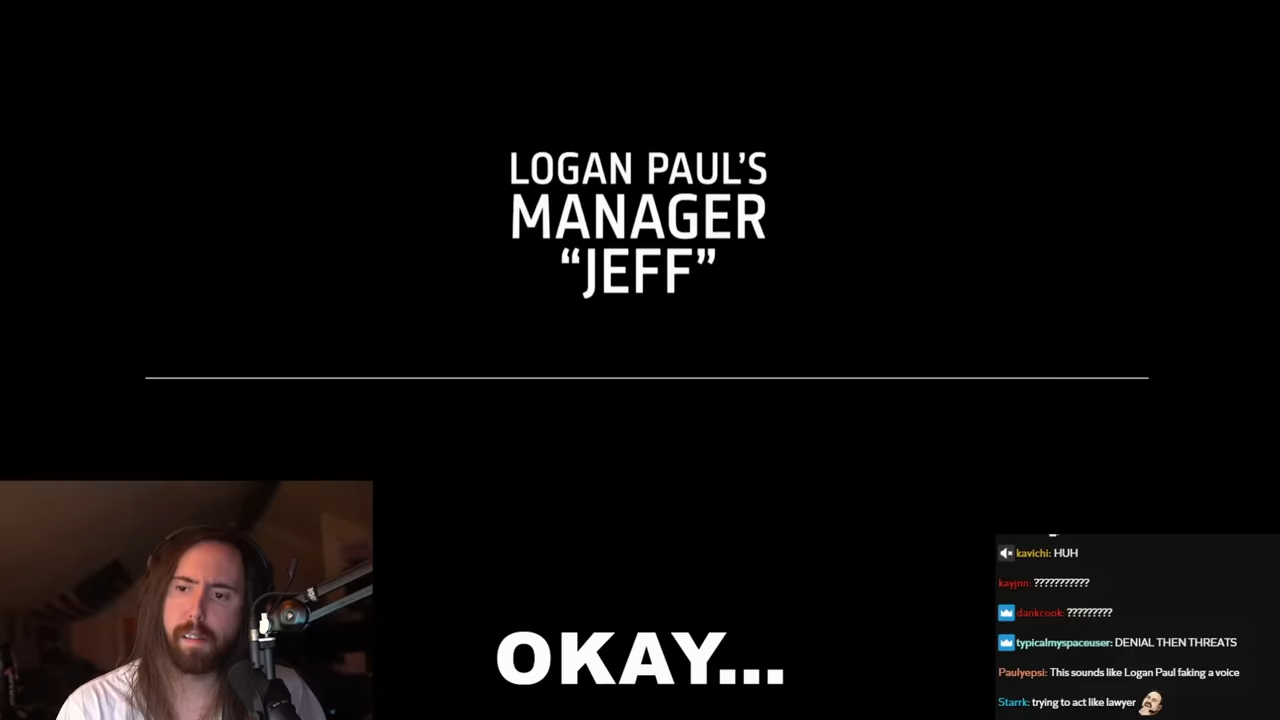 LOGAN PAUL’S
MANAGER
“JEFF”
OKAY...
kavichi: HUH
kayjnn: ???????????
dankcook: ?????????
typicalmyspaceuser: DENIAL THEN THREATS
Paulyepsi: This sounds like Logan Paul faking a voice
Starrk: trying to act like lawyer